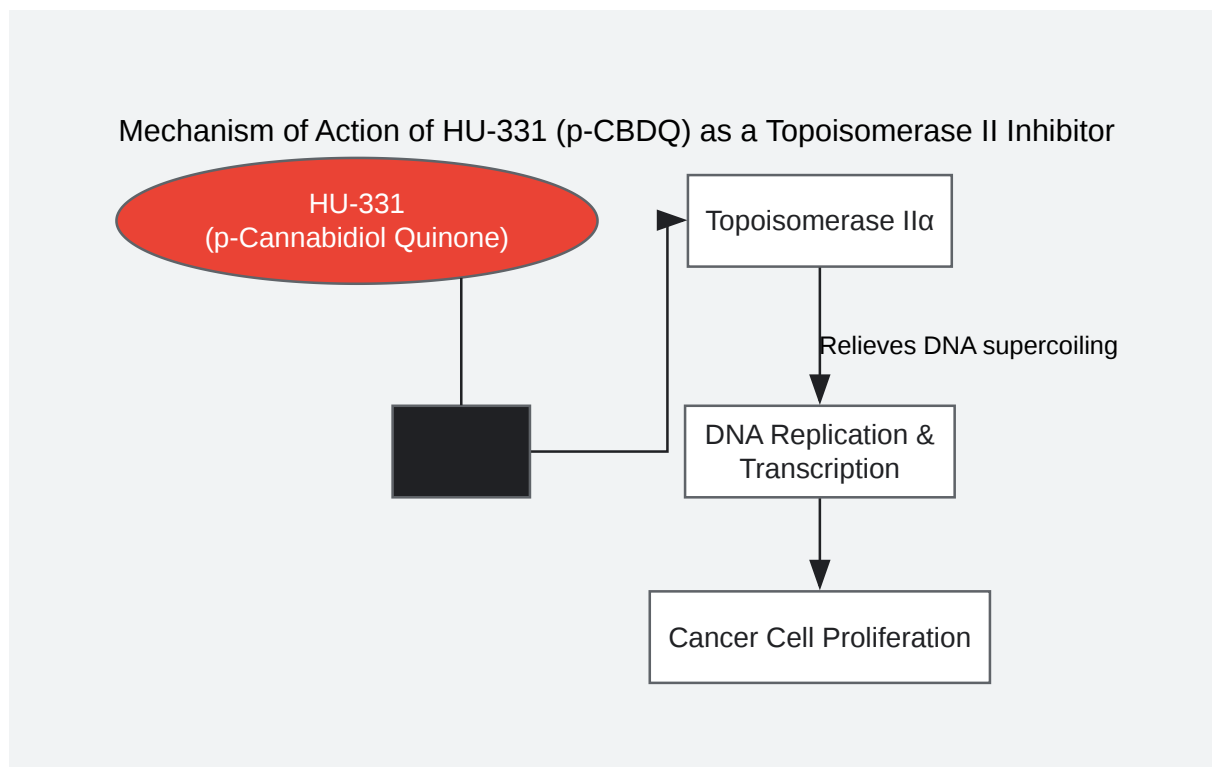 Mechanism of Action of HU-331 (p-CBDQ) as a Topoisomerase II Inhibitor
HU-331
(p-Cannabidiol Quinone)
Topoisomerase IIα
Relieves DNA supercoiling
DNA Replication &
Transcription
Cancer Cell Proliferation